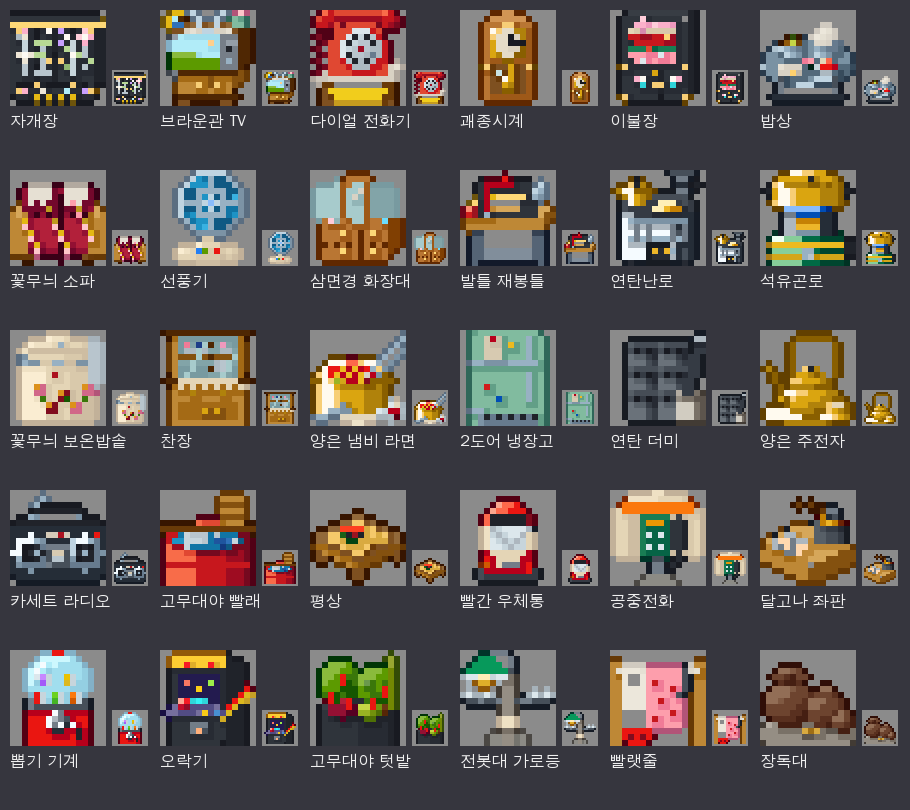 자개장
브라운관 TV
다이얼 전화기
괘종시계
이불장
밥상
꽃무늬 소파
선풍기
삼면경 화장대
발틀 재봉틀
연탄난로
석유곤로
꽃무늬 보온밥솥
찬장
양은 냄비 라면
2도어 냉장고
연탄 더미
양은 주전자
카세트 라디오
고무대야 빨래
평상
빨간 우체통
공중전화
달고나 좌판
뽑기 기계
오락기
고무대야 텃밭
전봇대 가로등
빨랫줄
장독대